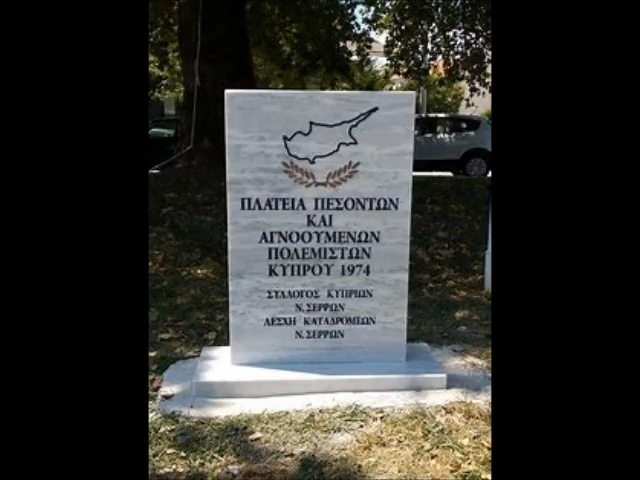 ΠΛΑΤΕΙΑ ΠΕΣΟΝΤΩΝ
ΚΑΙ
ΑΓΝΟΟΥΜΕΝΩΝ
ΠΟΛΕΜΙΣΤΩΝ
ΚΥΠΡΟΥ 1974
ΣΥΛΛΟΓΟΣ ΚΥΠΡΙΩΝ
Ν. ΣΕΡΡΩΝ
ΛΕΣΧΗ ΚΑΤΑΔΡΟΜΕΩΝ
Ν. ΣΕΡΡΩΝ